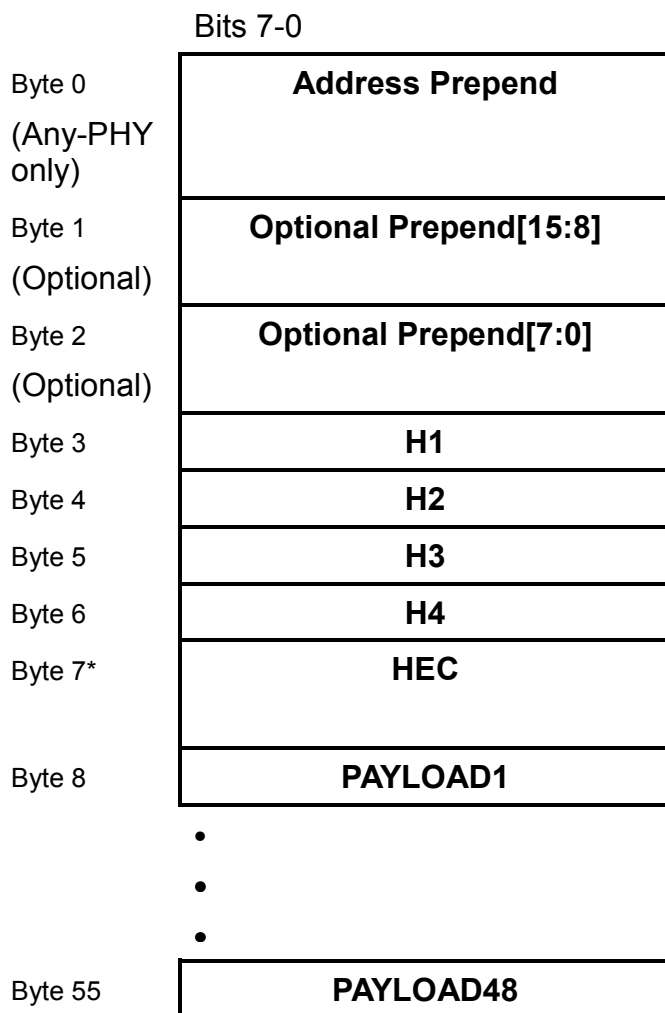 Bits 7-0
Byte 0 Address Prepend
(Any-PHY
only)
Byte 1 Optional Prepend[15:8]
(Optional)
Byte 2 Optional Prepend[7:0]
(Optional)
Byte 3 H1
Byte 4 H2
Byte 5 H3
Byte 6 H4
Byte 7* HEC
Byte 8 PAYLOAD1
•
•
•
Byte 55 PAYLOAD48